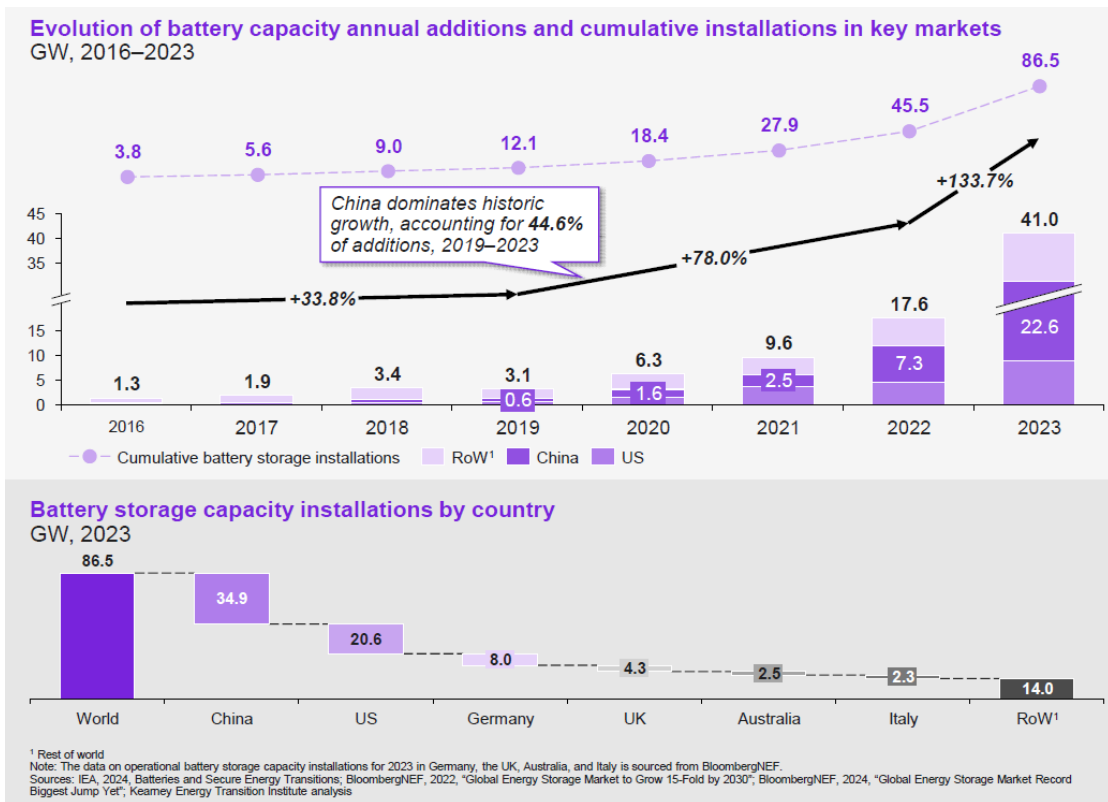 Evolution of battery capacity annual additions and cumulative installations in key markets
GW, 2016–2023
3.8
5.6
9.0
12.1
18.4
27.9
45.5
86.5
China dominates historic
growth, accounting for 44.6%
of additions, 2019–2023
+33.8%
+78.0%
+133.7%
45
40
35
15
10
5
0
1.3
1.9
3.4
3.1
0.6
6.3
1.6
9.6
2.5
17.6
7.3
41.0
22.6
2016
2017
2018
2019
2020
2021
2022
2023
Cumulative battery storage installations
RoW¹
China
US
Battery storage capacity installations by country
GW, 2023
86.5
34.9
20.6
8.0
4.3
2.5
2.3
14.0
World
China
US
Germany
UK
Australia
Italy
RoW¹
¹ Rest of world
Note: The data on operational battery storage capacity installations for 2023 in Germany, the UK, Australia, and Italy is sourced from BloombergNEF.
Sources: IEA, 2024, Batteries and Secure Energy Transitions; BloombergNEF, 2022, “Global Energy Storage Market to Grow 15-Fold by 2030”; BloombergNEF, 2024, “Global Energy Storage Market Record
Biggest Jump Yet”; Kearney Energy Transition Institute analysis